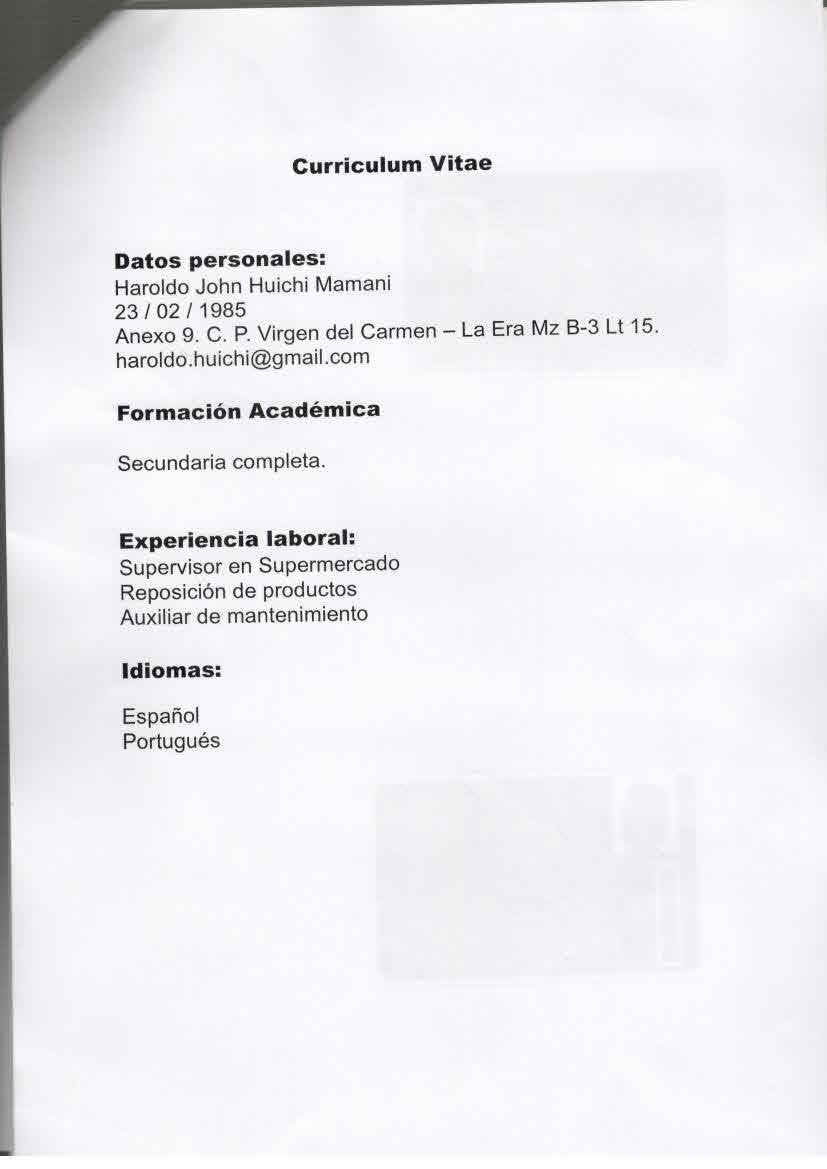 Curriculum Vitae
Datos personales:
Haroldo John Huichi Mamani
23 / 02 / 1985
Anexo 9. C. P. Virgen del Carmen – La Era Mz B-3 Lt 15.
haroldo.huichi@gmail.com
Formación Académica
Secundaria completa.
Experiencia laboral:
Supervisor en Supermercado
Reposición de productos
Auxiliar de mantenimiento
Idiomas:
Español
Portugués